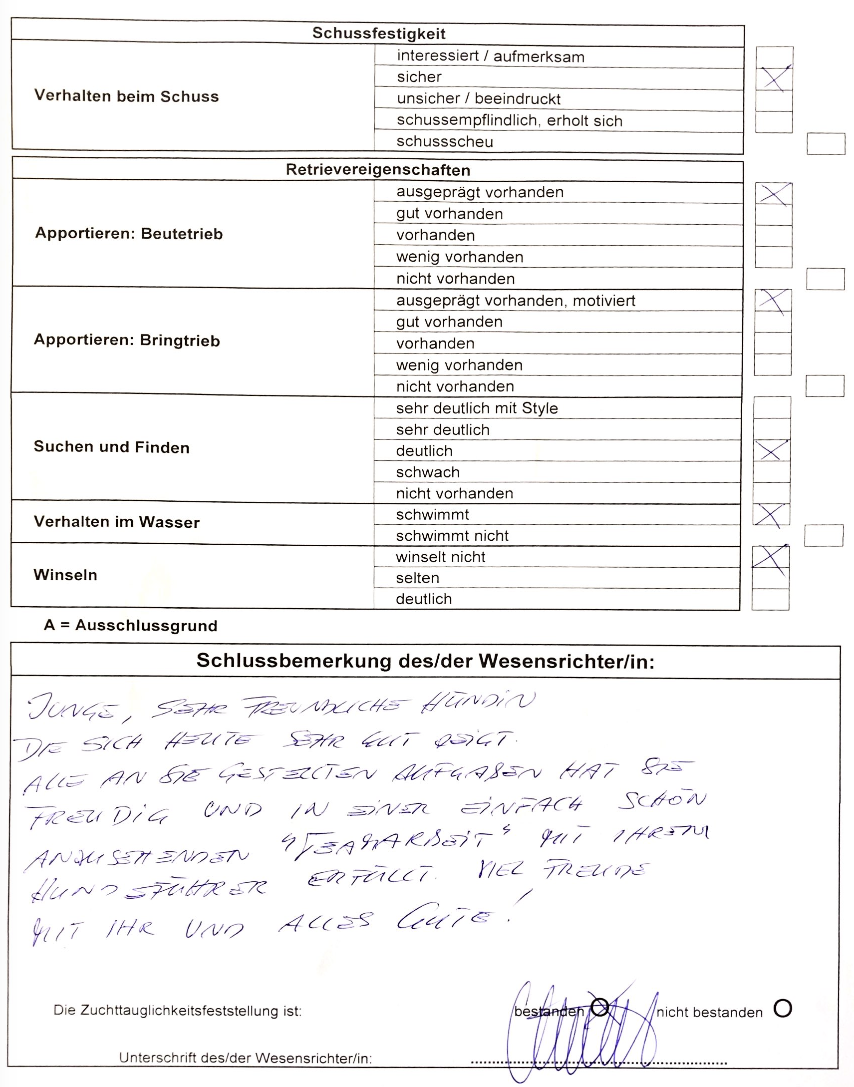 Schussfestigkeit
Verhalten beim Schuss
interessiert / aufmerksam
sicher
unsicher / beeindruckt
schussempflindlich, erholt sich
schussscheu
Retrievereigenschaften
Apportieren: Beutetrieb
ausgeprägt vorhanden
gut vorhanden
vorhanden
wenig vorhanden
nicht vorhanden
Apportieren: Bringtrieb
ausgeprägt vorhanden, motiviert
gut vorhanden
vorhanden
wenig vorhanden
nicht vorhanden
Suchen und Finden
sehr deutlich mit Style
sehr deutlich
deutlich
schwach
nicht vorhanden
Verhalten im Wasser
schwimmt
schwimmt nicht
Winseln
winselt nicht
selten
deutlich
A = Ausschlussgrund
Schlussbemerkung des/der Wesensrichter/in:
JUNGE, SEHR FREUNDLICHE HÜNDIN
DIE SICH HEUTE SEHR GUT ZEIGT.
ALLE AN SIE GESTELLTEN AUFGABEN HAT SIE
FREUDIG UND IN EINER EINFACH SCHÖN
ANZUSEHENDEN "TEAMARBEIT" MIT IHREM
HUNDEFÜHRER ERFÜLLT. VIEL FREUDE
MIT IHR UND ALLES GUTE!
Die Zuchttauglichkeitsfeststellung ist: bestanden O nicht bestanden O
Unterschrift des/der Wesensrichter/in: